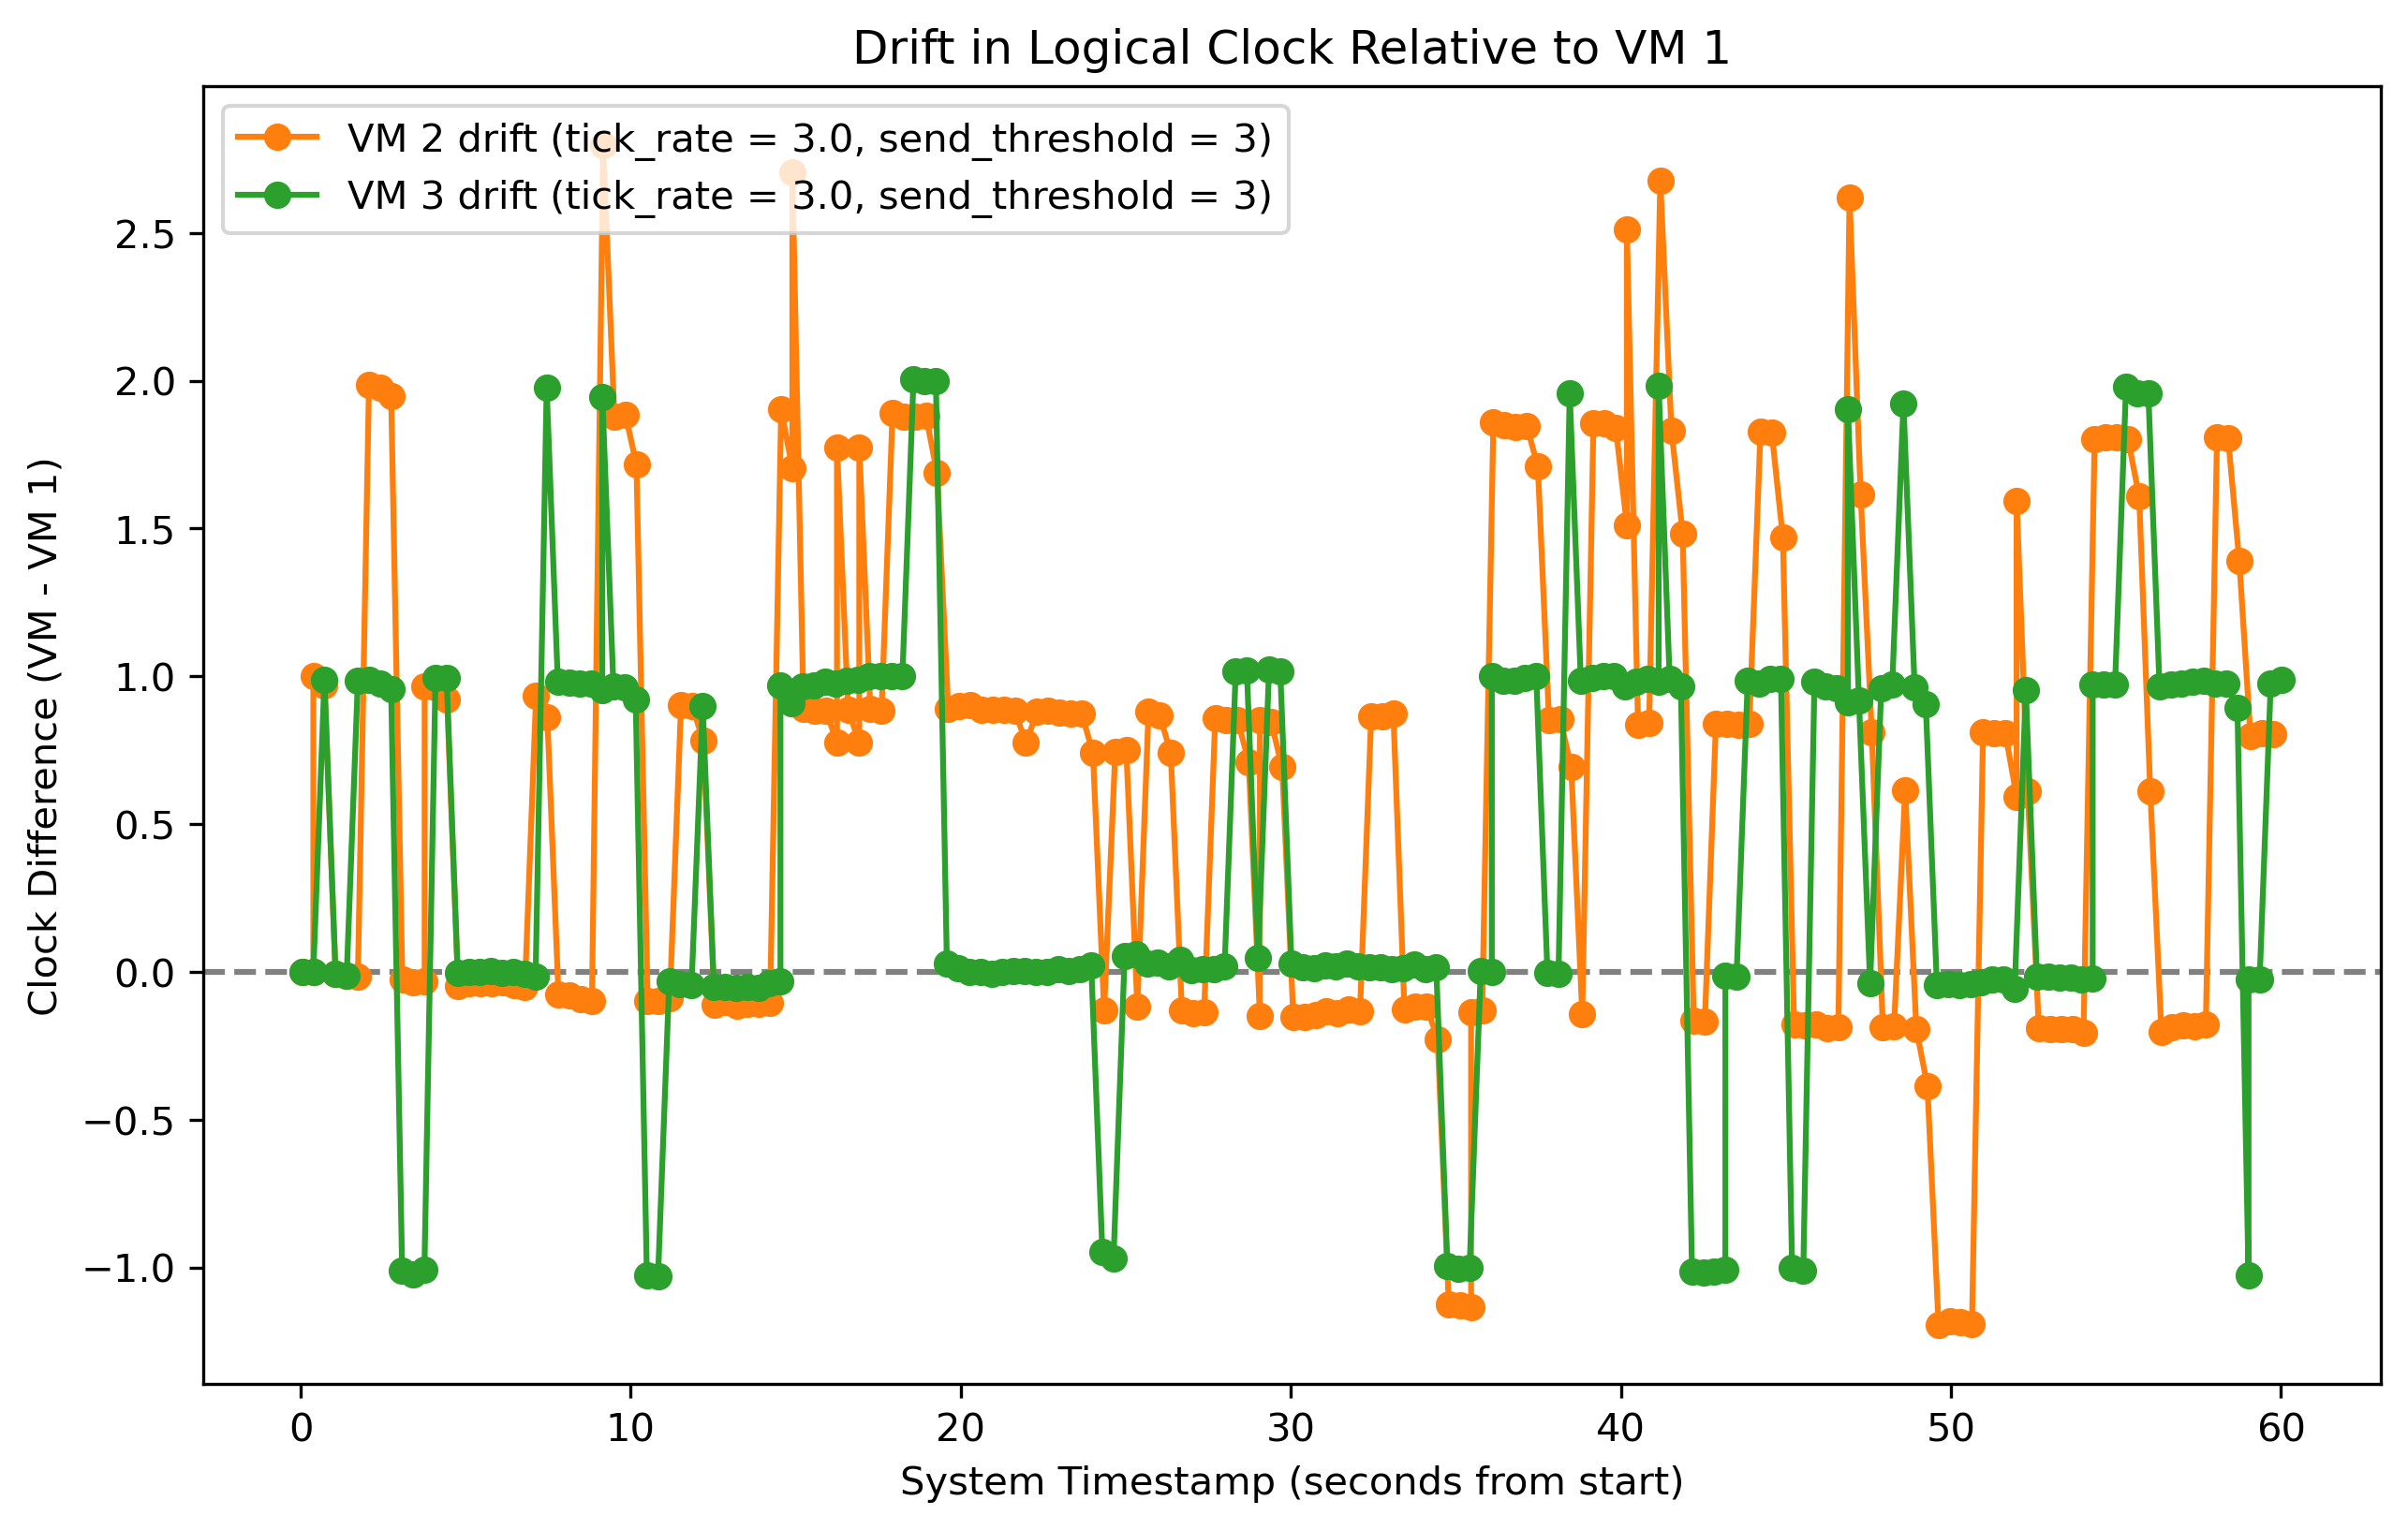 Drift in Logical Clock Relative to VM 1
VM 2 drift (tick_rate = 3.0, send_threshold = 3)
VM 3 drift (tick_rate = 3.0, send_threshold = 3)
Clock Difference (VM - VM 1)
2.5
2.0
1.5
1.0
0.5
0.0
−0.5
−1.0
0 10 20 30 40 50 60
System Timestamp (seconds from start)